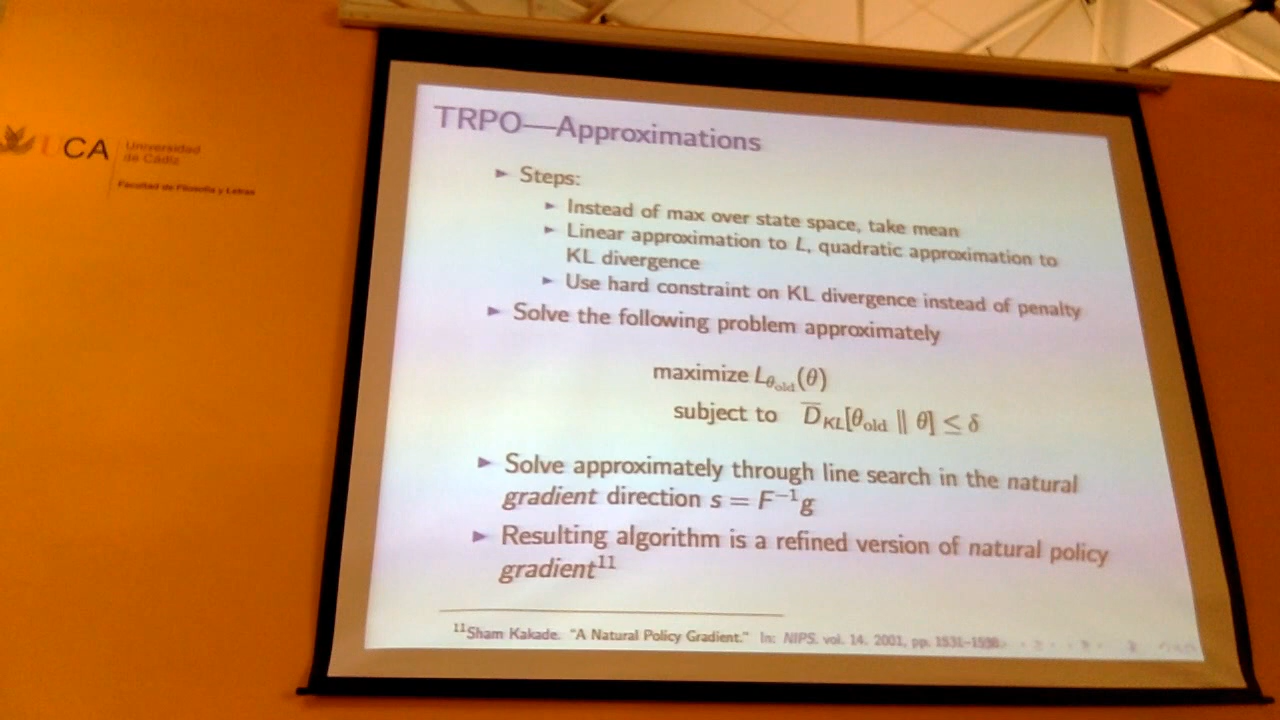 UCA
Universidad
de Cádiz
Facultad de Filosofía y Letras
TRPO—Approximations
► Steps:
► Instead of max over state space, take mean
► Linear approximation to L, quadratic approximation to
KL divergence
► Use hard constraint on KL divergence instead of penalty
► Solve the following problem approximately
maximize L_θ_old(θ)
subject to D̅_KL[θ_old ∥ θ] ≤ δ
► Solve approximately through line search in the natural
gradient direction s = F⁻¹g
► Resulting algorithm is a refined version of natural policy
gradient¹¹
¹¹Sham Kakade. "A Natural Policy Gradient." In: NIPS. vol. 14. 2001, pp. 1531–1538.